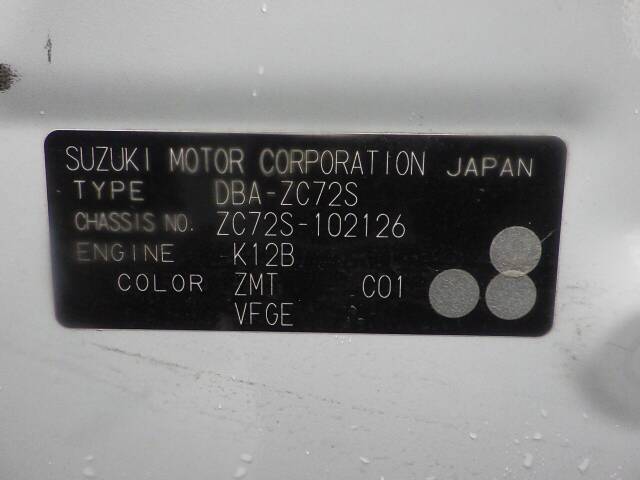 SUZUKI MOTOR CORPORATION JAPAN
TYPE DBA-ZC72S
CHASSIS NO. ZC72S-102126
ENGINE K12B
COLOR ZMT C01
VFGE